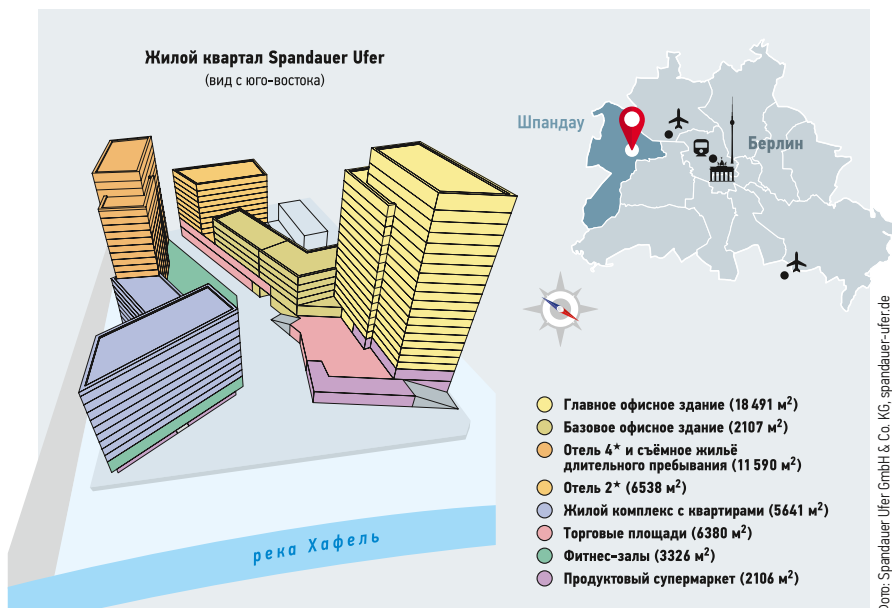 Жилой квартал Spandauer Ufer
(вид с юго-востока)
Шпандау
Берлин
Главное офисное здание (18 491 м²)
Базовое офисное здание (2107 м²)
Отель 4★ и съёмное жильё
длительного пребывания (11 590 м²)
Отель 2★ (6538 м²)
Жилой комплекс с квартирами (5641 м²)
Торговые площади (6380 м²)
Фитнес-залы (3326 м²)
Продуктовый супермаркет (2106 м²)
река Хафель
Фото: Spandauer Ufer GmbH & Co. KG, spandauer-ufer.de